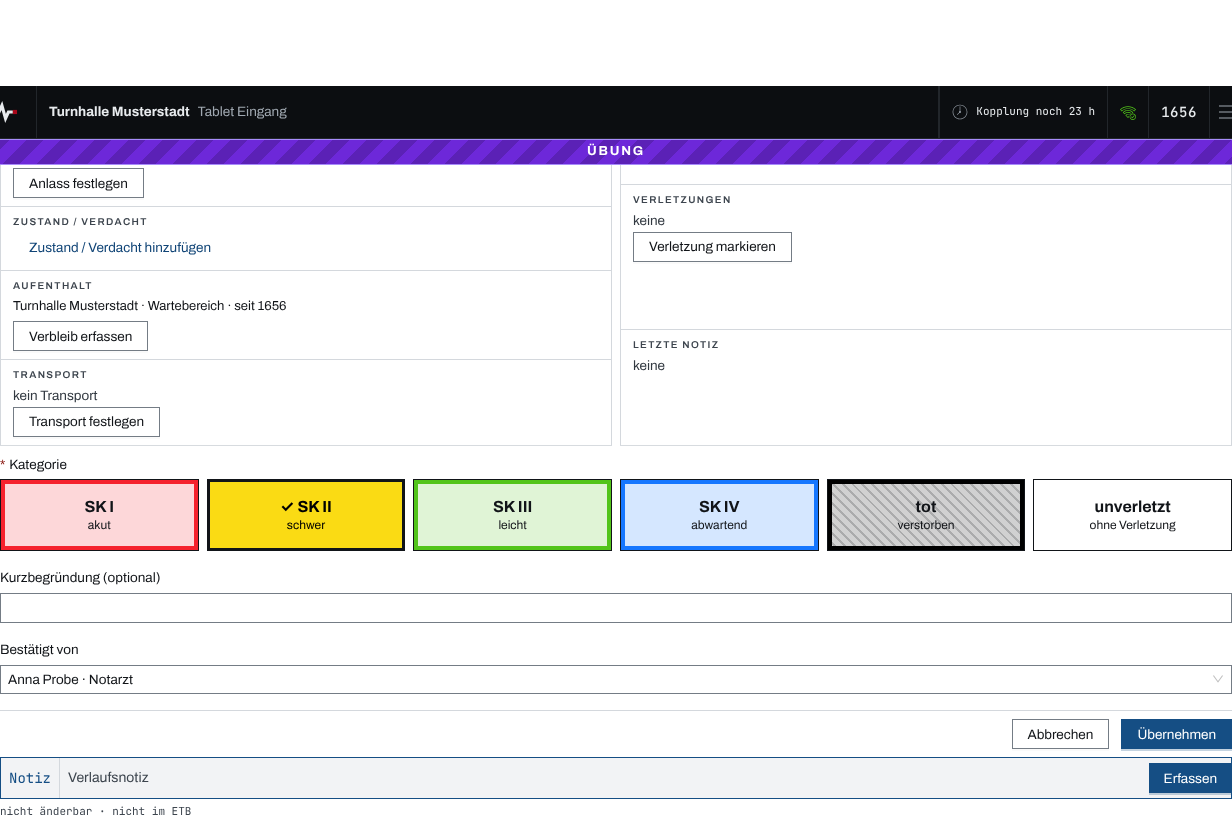 Turnhalle Musterstadt Tablet Eingang
Kopplung noch 23 h
1656
ÜBUNG
Anlass festlegen
ZUSTAND / VERDACHT
Zustand / Verdacht hinzufügen
AUFENTHALT
Turnhalle Musterstadt · Wartebereich · seit 1656
Verbleib erfassen
TRANSPORT
kein Transport
Transport festlegen
VERLETZUNGEN
keine
Verletzung markieren
LETZTE NOTIZ
keine
* Kategorie
SK I
akut
✓ SK II
schwer
SK III
leicht
SK IV
abwartend
tot
verstorben
unverletzt
ohne Verletzung
Kurzbegründung (optional)
Bestätigt von
Anna Probe · Notarzt
Abbrechen
Übernehmen
Notiz
Verlaufsnotiz
Erfassen
nicht änderbar · nicht im ETB